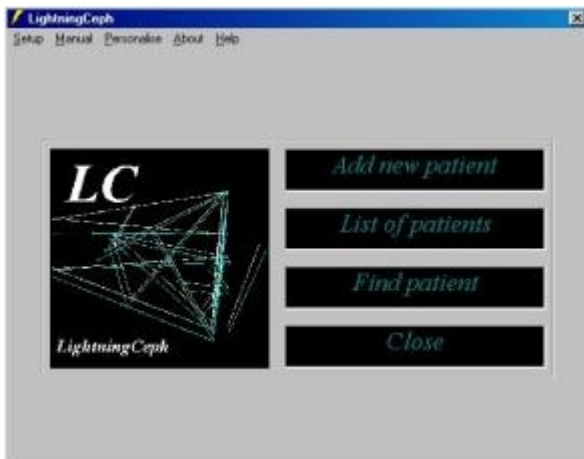 LightningCeph
Setup Manual Personalise About Help
LC
LightningCeph
Add new patient
List of patients
Find patient
Close